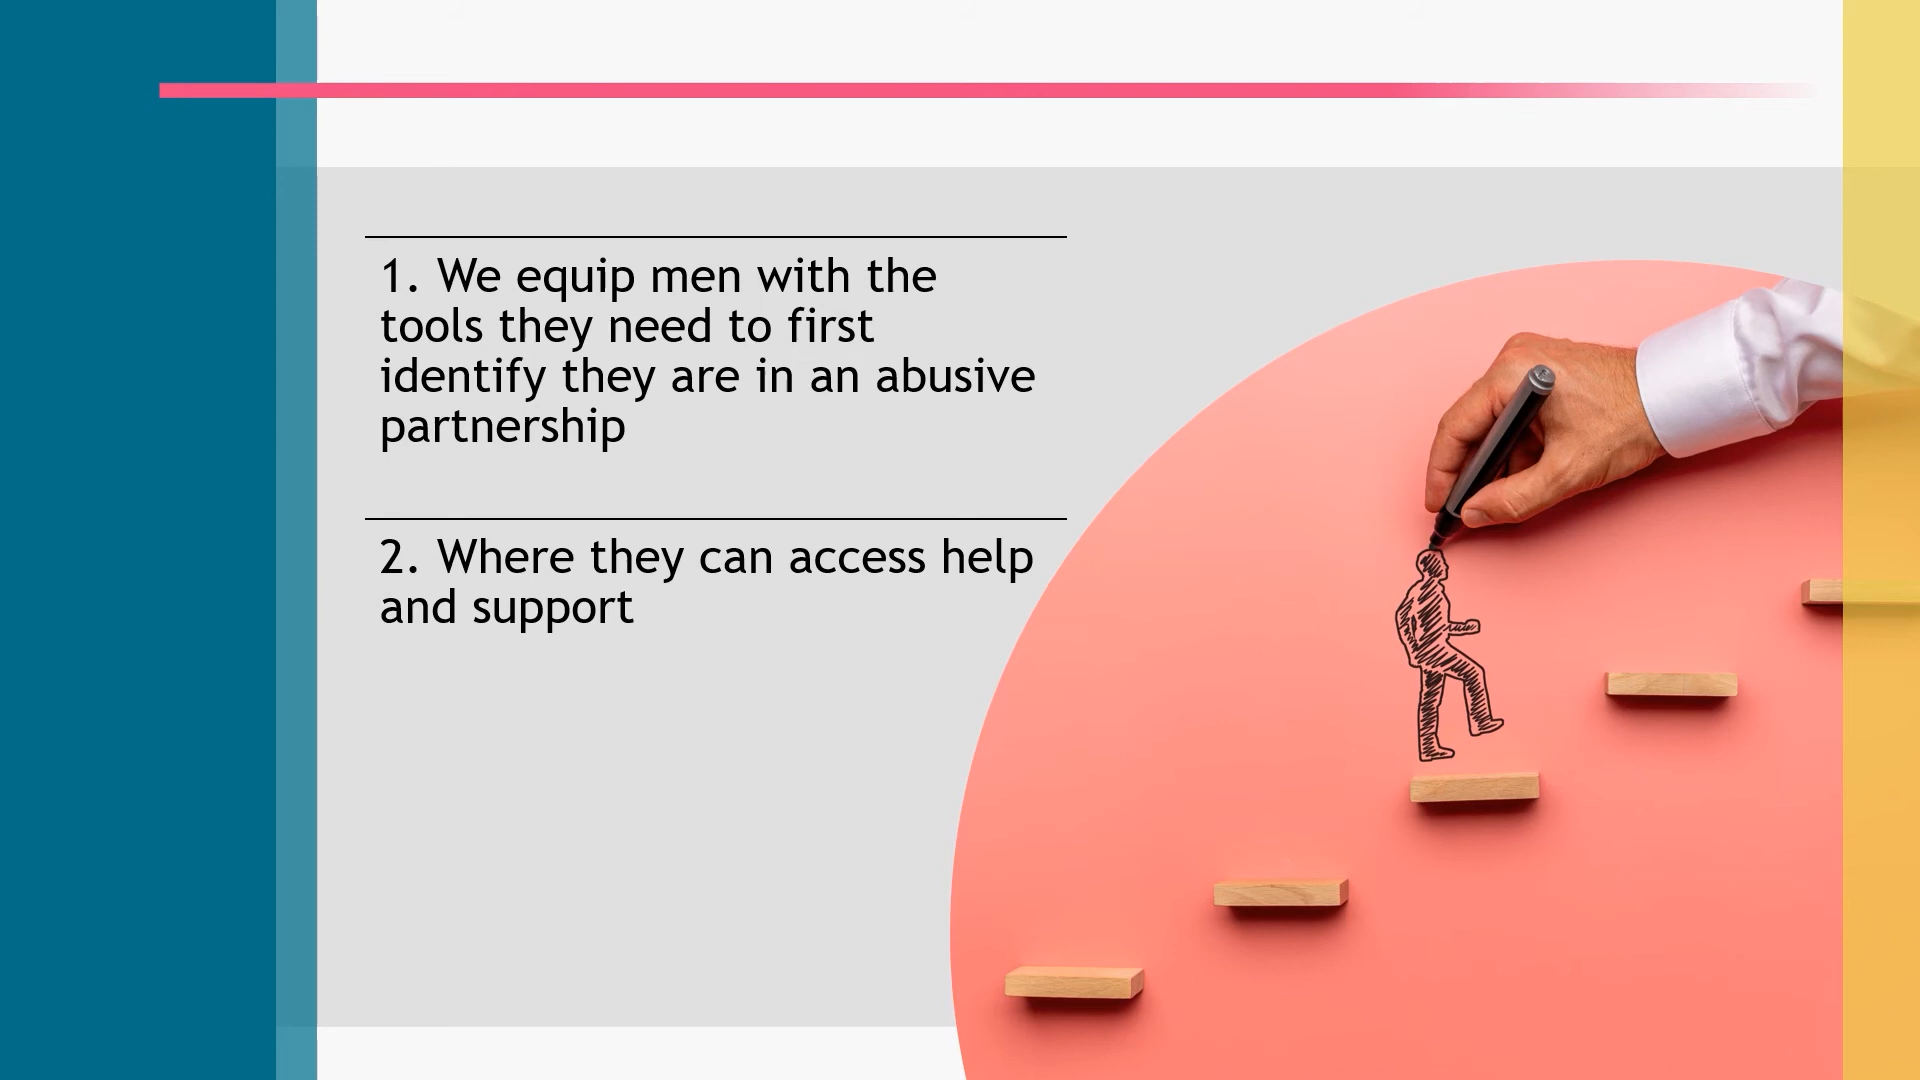 1. We equip men with the
tools they need to first
identify they are in an abusive
partnership
2. Where they can access help
and support